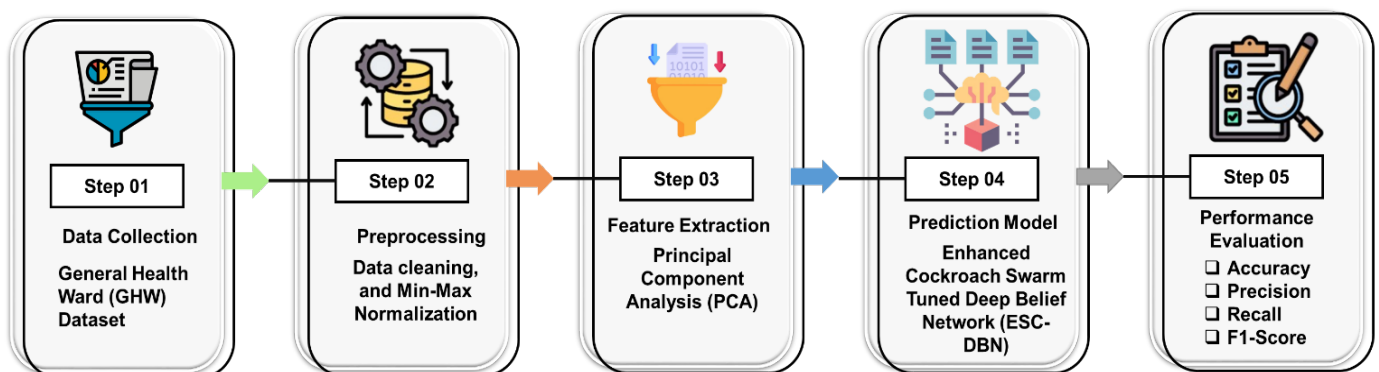 Step 01
Data Collection
General Health
Ward (GHW)
Dataset
Step 02
Preprocessing
Data cleaning,
and Min-Max
Normalization
10101
01010
Step 03
Feature Extraction
Principal
Component
Analysis (PCA)
Step 04
Prediction Model
Enhanced
Cockroach Swarm
Tuned Deep Belief
Network (ESC-
DBN)
Step 05
Performance
Evaluation
❑ Accuracy
❑ Precision
❑ Recall
❑ F1-Score